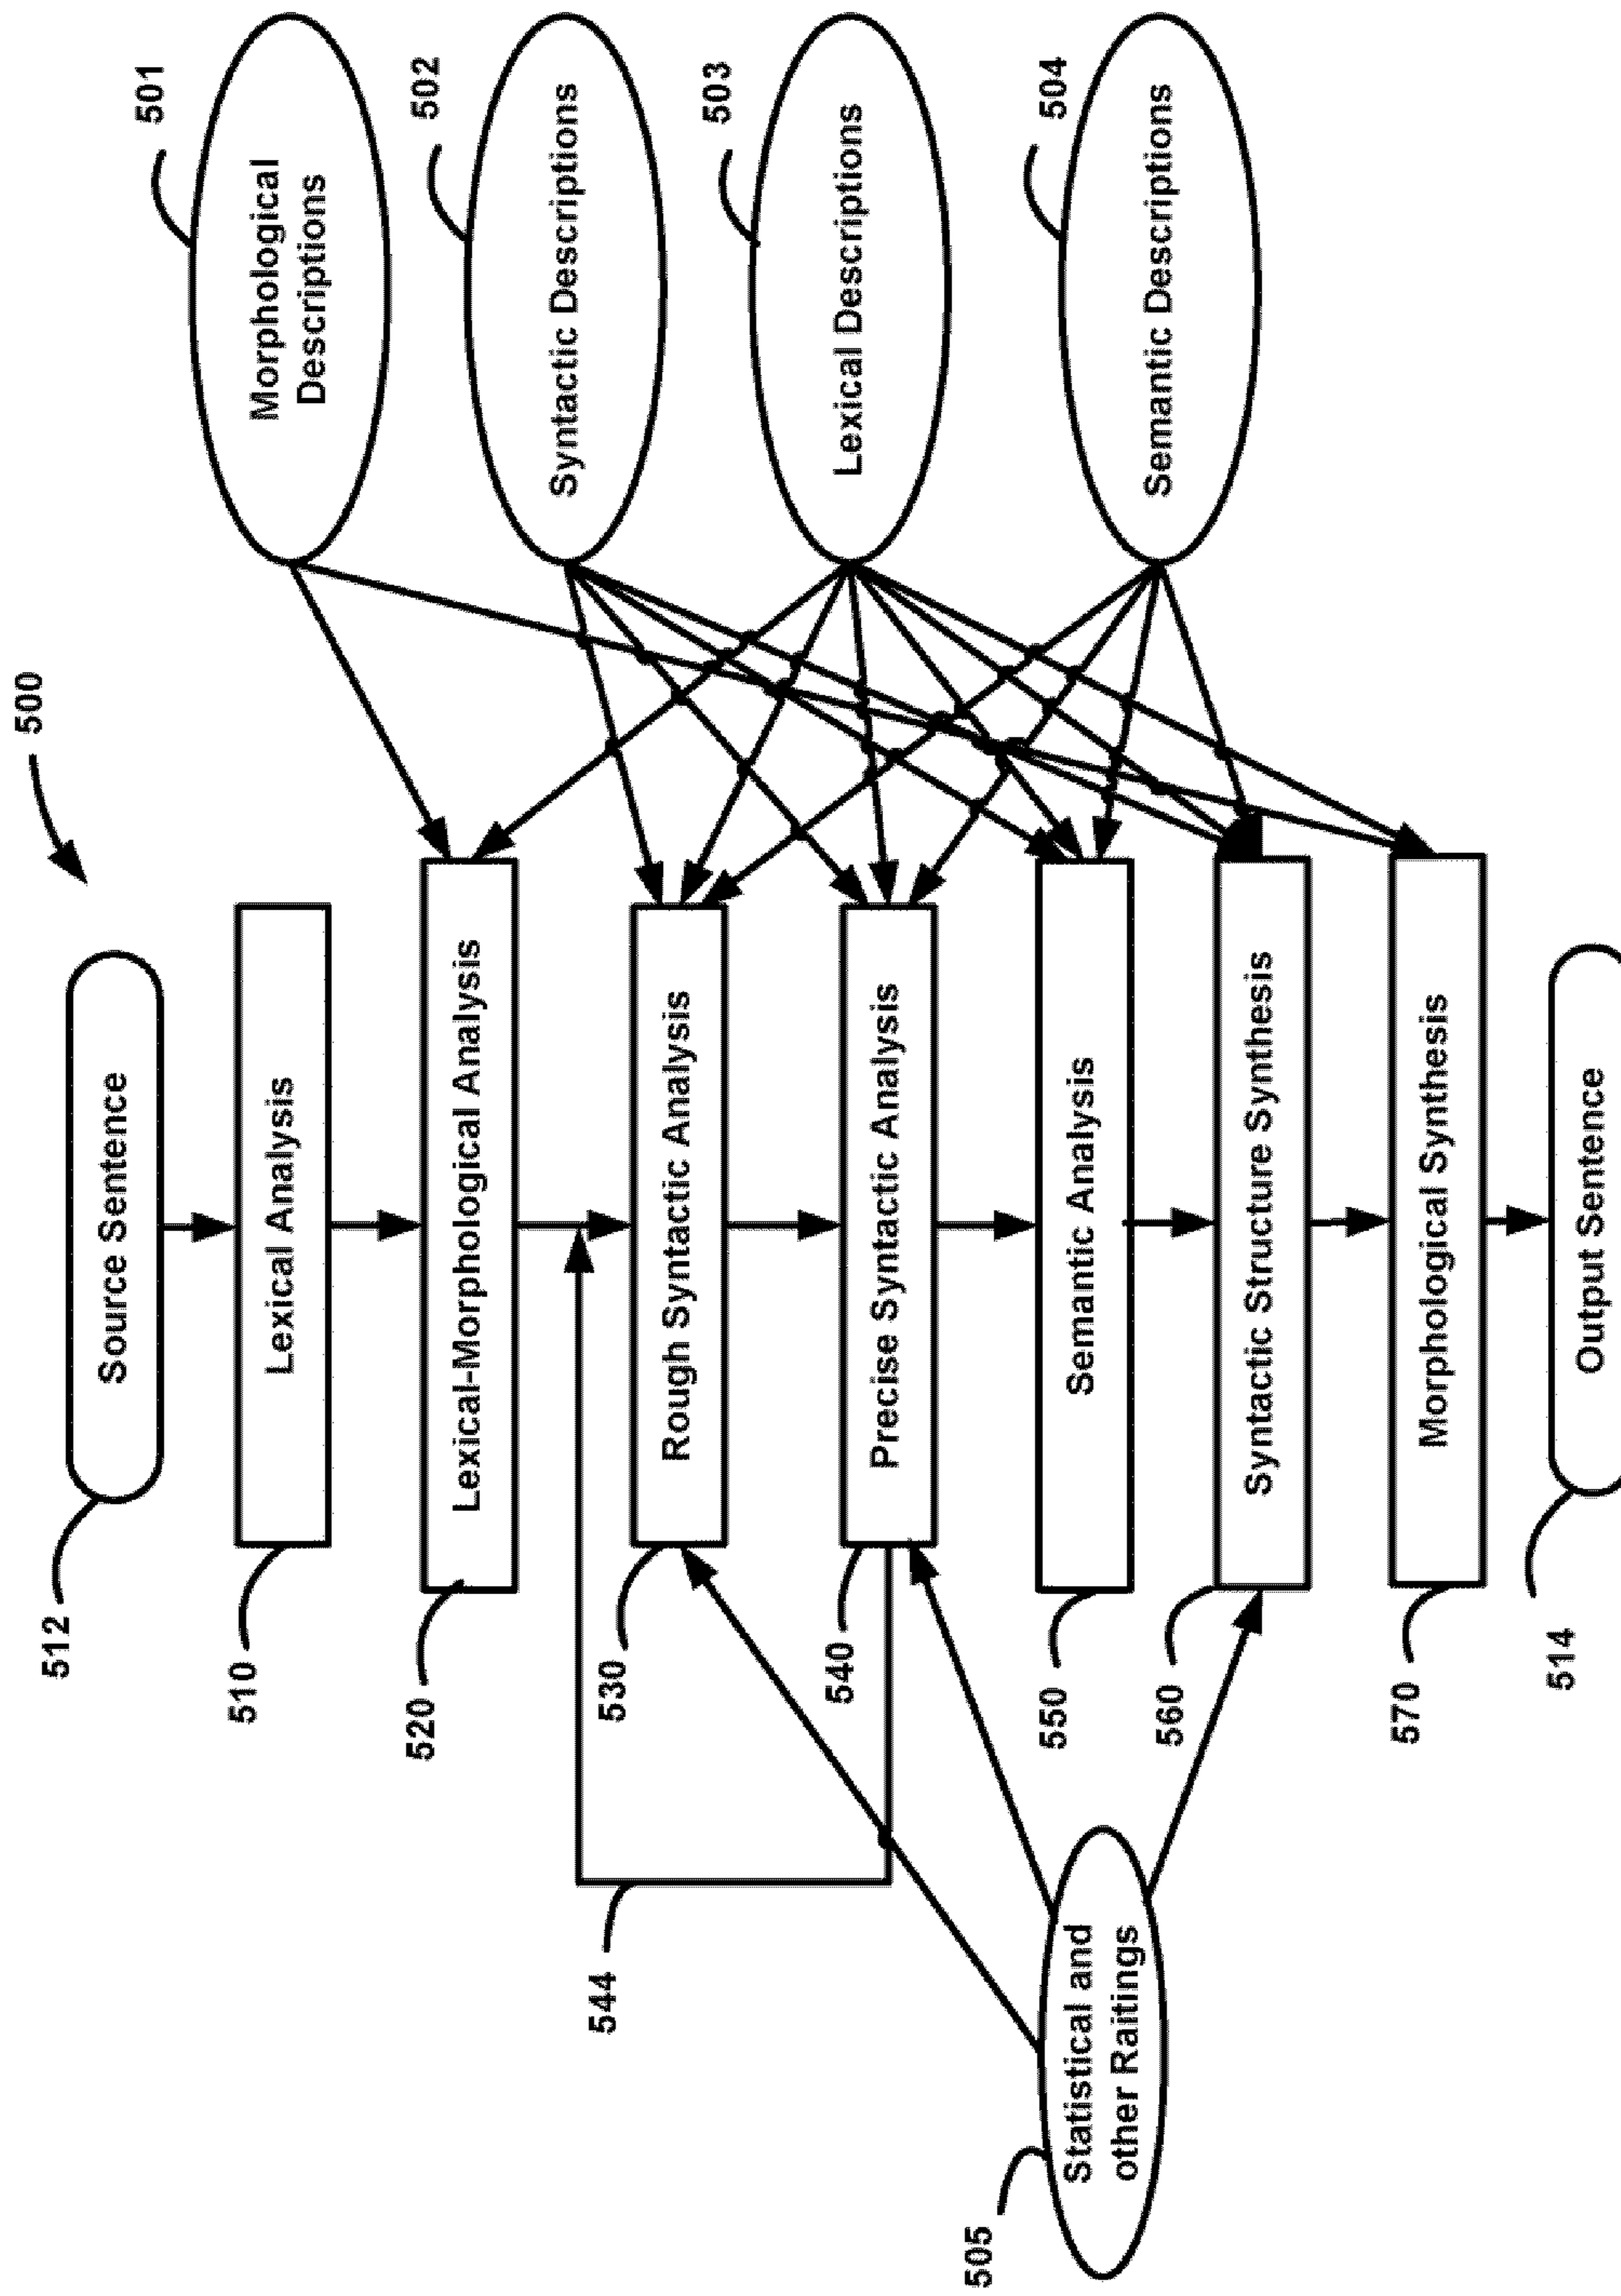 500
512
Source Sentence
510
Lexical Analysis
520
Lexical-Morphological Analysis
530
Rough Syntactic Analysis
540
Precise Syntactic Analysis
544
550
Semantic Analysis
560
Syntactic Structure Synthesis
570
Morphological Synthesis
514
Output Sentence
501
Morphological
Descriptions
502
Syntactic Descriptions
503
Lexical Descriptions
504
Semantic Descriptions
505
Statistical and
other Raitings